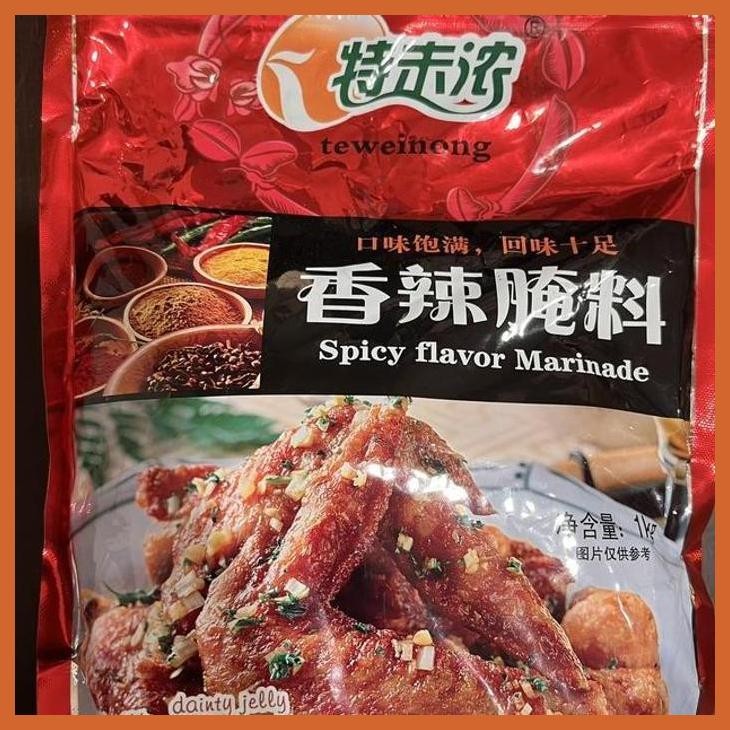 特未浓®
teweinong
口味饱满，回味十足
香辣腌料
Spicy flavor Marinade
净含量：1kg
图片仅供参考
dainty jelly